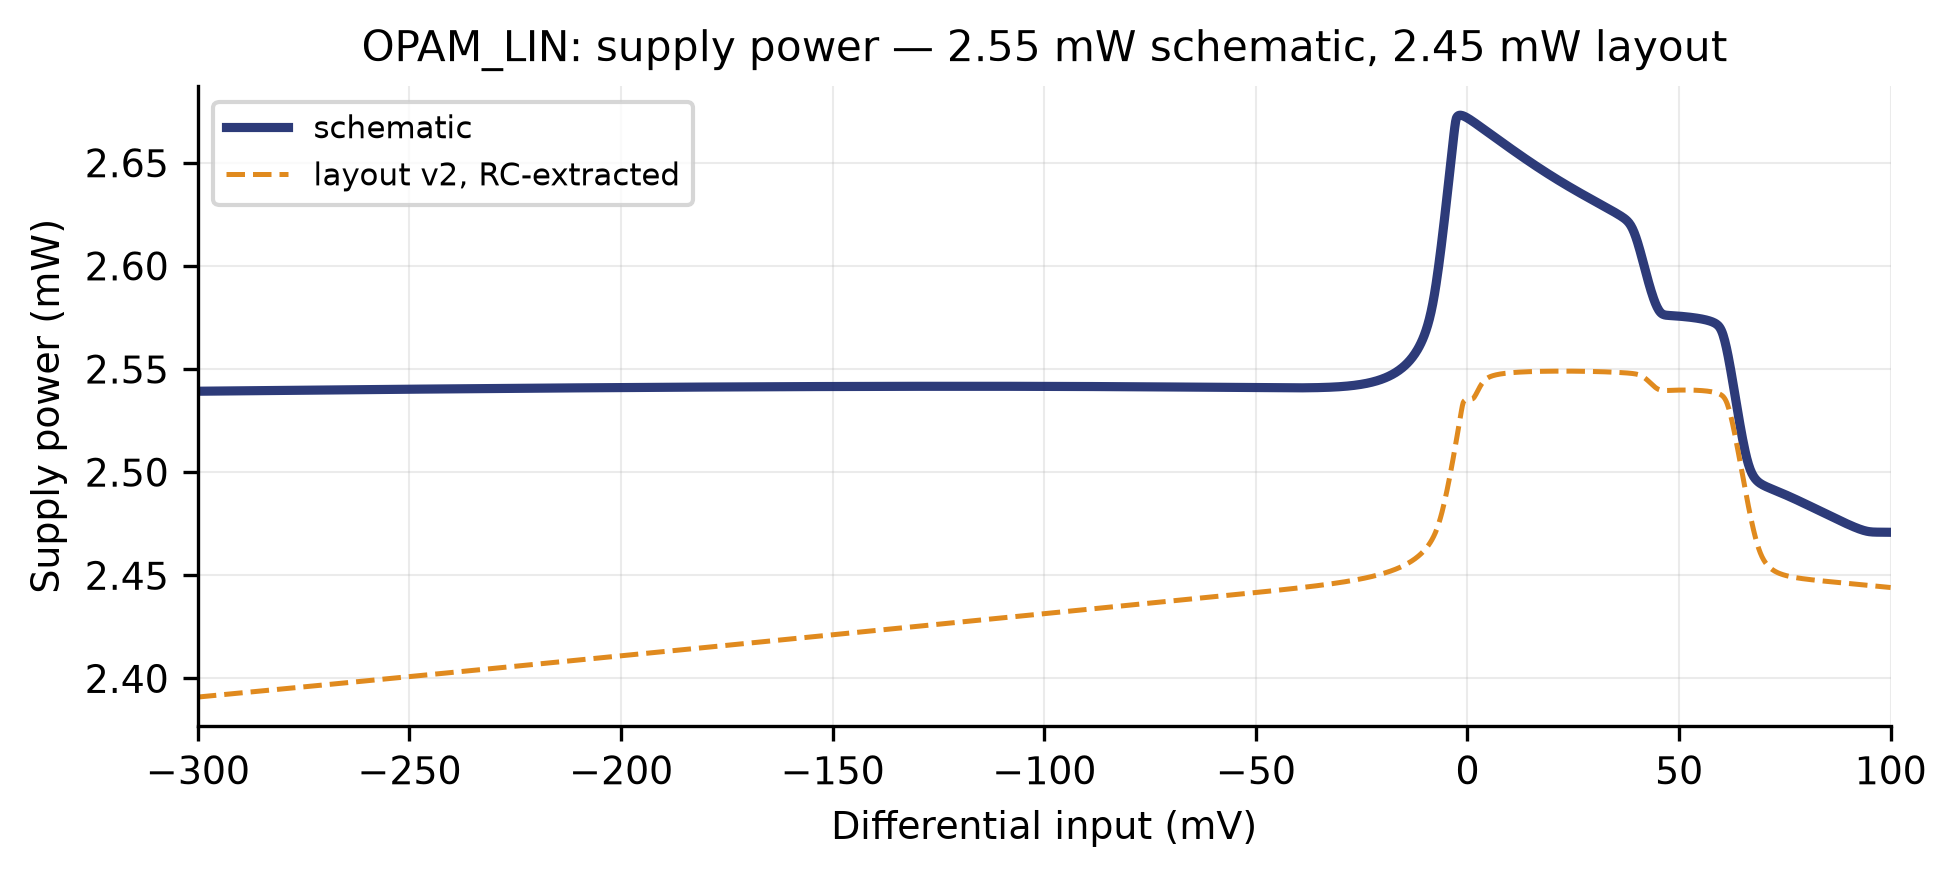 OPAM_LIN: supply power — 2.55 mW schematic, 2.45 mW layout
schematic
layout v2, RC-extracted
Supply power (mW)
2.65
2.60
2.55
2.50
2.45
2.40
−300 −250 −200 −150 −100 −50 0 50 100
Differential input (mV)